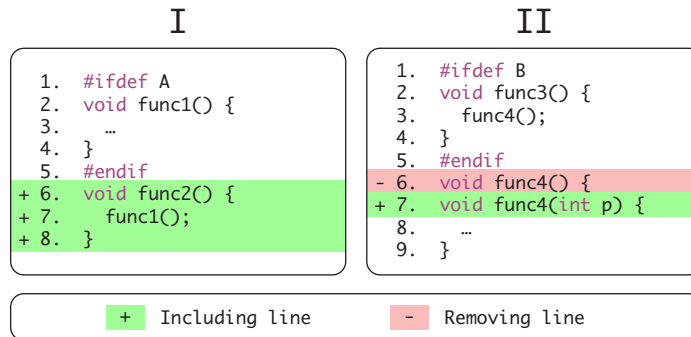 I
1. #ifdef A
2. void func1() {
3. …
4. }
5. #endif
+ 6. void func2() {
+ 7. func1();
+ 8. }
II
1. #ifdef B
2. void func3() {
3. func4();
4. }
5. #endif
- 6. void func4() {
+ 7. void func4(int p) {
8. …
9. }
+ Including line
- Removing line